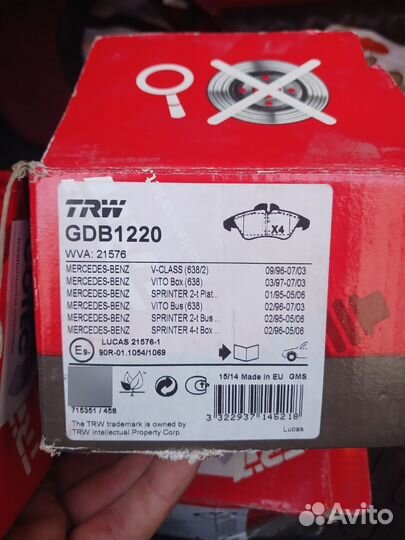 TRW
GDB1220
WVA: 21576
X4
MERCEDES-BENZ V-CLASS (638/2) 09/96-07/03
MERCEDES-BENZ VITO Box (638) 03/97-07/03
MERCEDES-BENZ SPRINTER 2-t Plat... 01/95-05/06
MERCEDES-BENZ VITO Bus (638) 02/96-07/03
MERCEDES-BENZ SPRINTER 2-t Bus ... 02/95-05/06
MERCEDES-BENZ SPRINTER 4-t Box ... 02/96-05/06
E9 LUCAS 21576-1
90R-01.1054/1069
15/14 Made in EU GMS
715351 / 458
3 322937 145218
The TRW trademark is owned by
TRW Intellectual Property Corp.
Lucas
Avito